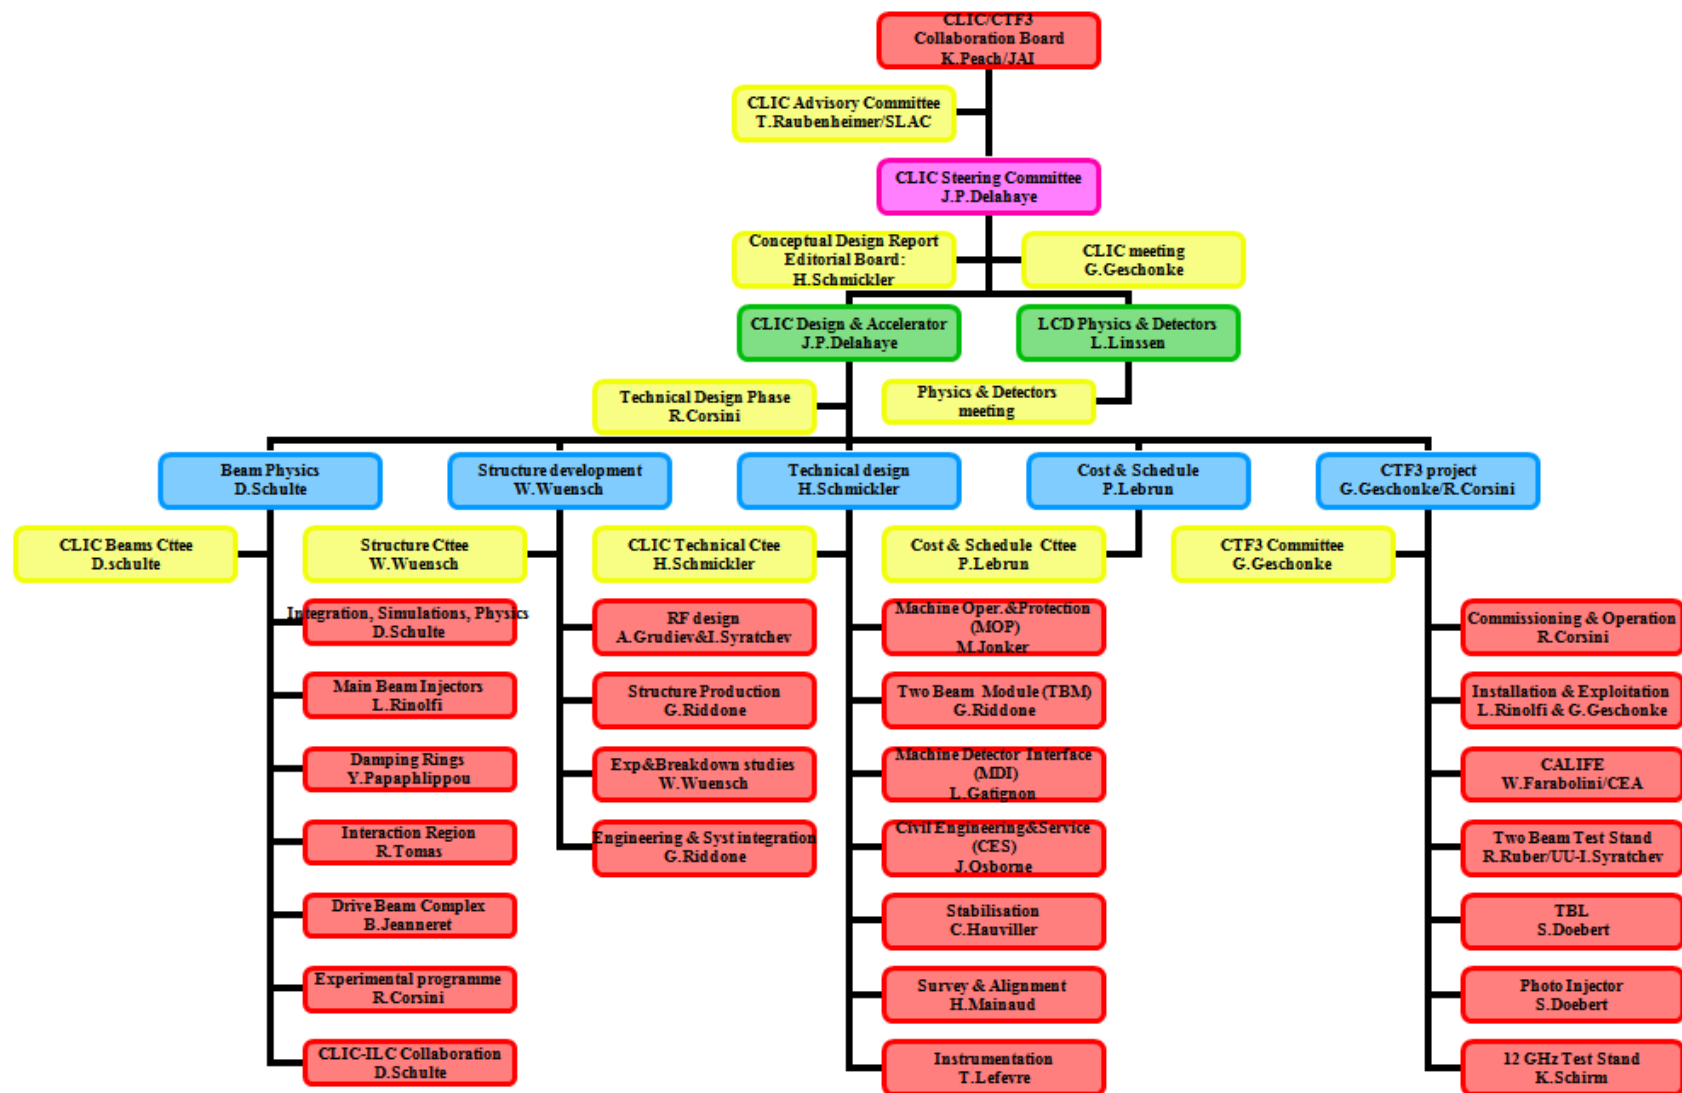 CLIC/CTF3
Collaboration Board
K.Peach/JAI
CLIC Advisory Committee
T.Raubenheimer/SLAC
CLIC Steering Committee
J.P.Delahaye
Conceptual Design Report
Editorial Board:
H.Schmickler
CLIC meeting
G.Geschonke
CLIC Design & Accelerator
J.P.Delahaye
LCD Physics & Detectors
L.Linssen
Technical Design Phase
R.Corsini
Physics & Detectors
meeting
Beam Physics
D.Schulte
Structure development
W.Wuensch
Technical design
H.Schmickler
Cost & Schedule
P.Lebrun
CTF3 project
G.Geschonke/R.Corsini
CLIC Beams Cttee
D.schulte
Structure Cttee
W.Wuensch
CLIC Technical Ctee
H.Schmickler
Cost & Schedule Cttee
P.Lebrun
CTF3 Committee
G.Geschonke
Integration, Simulations, Physics
D.Schulte
Main Beam Injectors
L.Rinolfi
Damping Rings
Y.Papaphlippou
Interaction Region
R.Tomas
Drive Beam Complex
B.Jeanneret
Experimental programme
R.Corsini
CLIC-ILC Collaboration
D.Schulte
RF design
A.Grudiev&I.Syratchev
Structure Production
G.Riddone
Exp&Breakdown studies
W.Wuensch
Engineering & Syst integration
G.Riddone
Machine Oper.&Protection
(MOP)
M.Jonker
Two Beam Module (TBM)
G.Riddone
Machine Detector Interface
(MDI)
L.Gatignon
Civil Engineering&Service
(CES)
J.Osborne
Stabilisation
C.Hauviller
Survey & Alignment
H.Mainaud
Instrumentation
T.Lefevre
Commissioning & Operation
R.Corsini
Installation & Exploitation
L.Rinolfi & G.Geschonke
CALIFE
W.Farabolini/CEA
Two Beam Test Stand
R.Ruber/UU-I.Syratchev
TBL
S.Doebert
Photo Injector
S.Doebert
12 GHz Test Stand
K.Schirm